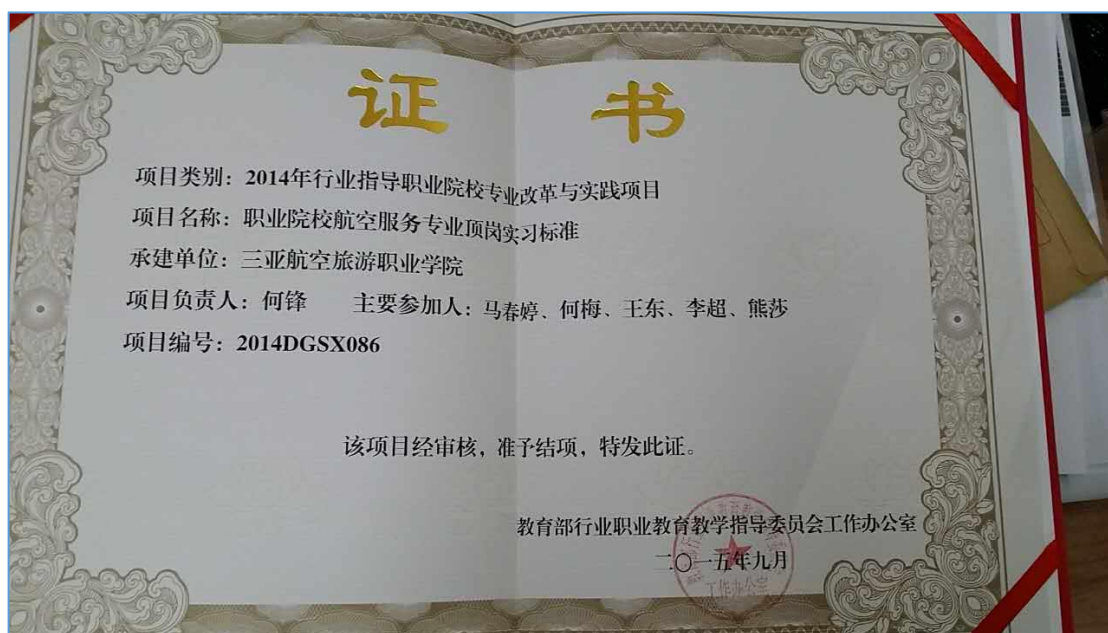 证 书
项目类别：2014年行业指导职业院校专业改革与实践项目
项目名称：职业院校航空服务专业顶岗实习标准
承建单位：三亚航空旅游职业学院
项目负责人：何锋 主要参加人：马春婷、何梅、王东、李超、熊莎
项目编号：2014DGSX086
该项目经审核，准予结项，特发此证。
教育部行业职业教育教学指导委员会工作办公室
二〇一五年九月
工作办公室